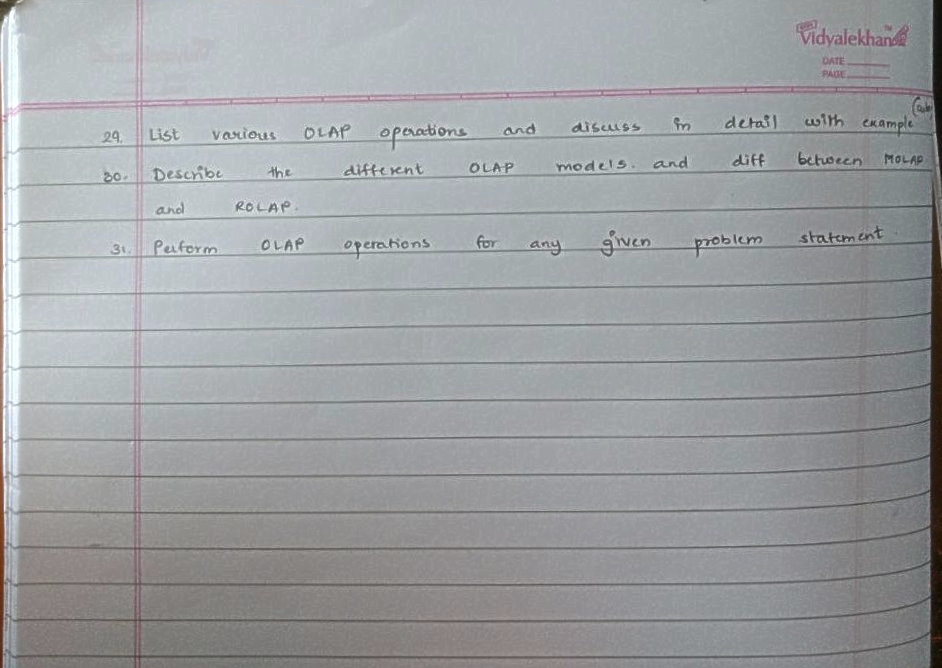 Vidyalekhan
DATE
PAGE
29. List various OLAP operations and discuss in detail with example
30. Describe the different OLAP models. and diff between MOLAP
and ROLAP.
31. Perform OLAP operations for any given problem statement.